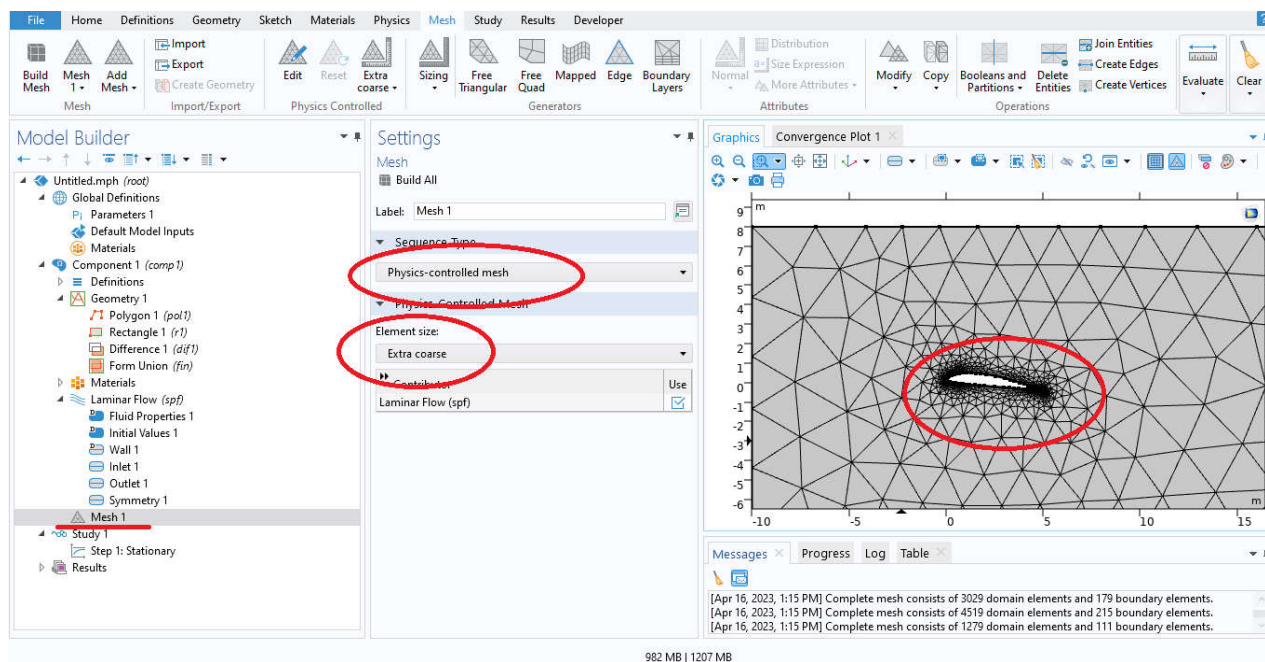 File Home Definitions Geometry Sketch Materials Physics Mesh Study Results Developer
Build Mesh
Mesh 1
Add Mesh
Import
Export
Create Geometry
Edit
Reset
Extra coarse
Sizing
Free Triangular
Free Quad
Mapped
Edge
Boundary Layers
Normal
Distribution
Size Expression
More Attributes
Modify
Copy
Booleans and Partitions
Delete Entities
Join Entities
Create Edges
Create Vertices
Evaluate
Clear
Mesh Import/Export Physics Controlled Generators Attributes Operations
Model Builder
Untitled.mph (root)
Global Definitions
Pi Parameters 1
Default Model Inputs
Materials
Component 1 (comp1)
Definitions
Geometry 1
Polygon 1 (pol1)
Rectangle 1 (r1)
Difference 1 (dif1)
Form Union (fin)
Materials
Laminar Flow (spf)
Fluid Properties 1
Initial Values 1
Wall 1
Inlet 1
Outlet 1
Symmetry 1
Mesh 1
Study 1
Step 1: Stationary
Results
Settings
Mesh
Build All
Label: Mesh 1
Sequence Type
Physics-controlled mesh
Physics-Controlled Mesh
Element size:
Extra coarse
Contributor Use
Laminar Flow (spf)
Graphics Convergence Plot 1
m
9
8
7
6
5
4
3
2
1
0
-1
-2
-3
-4
-5
-6
m
-10 -5 0 5 10 15
Messages Progress Log Table
[Apr 16, 2023, 1:15 PM] Complete mesh consists of 3029 domain elements and 179 boundary elements.
[Apr 16, 2023, 1:15 PM] Complete mesh consists of 4519 domain elements and 215 boundary elements.
[Apr 16, 2023, 1:15 PM] Complete mesh consists of 1279 domain elements and 111 boundary elements.
982 MB | 1207 MB